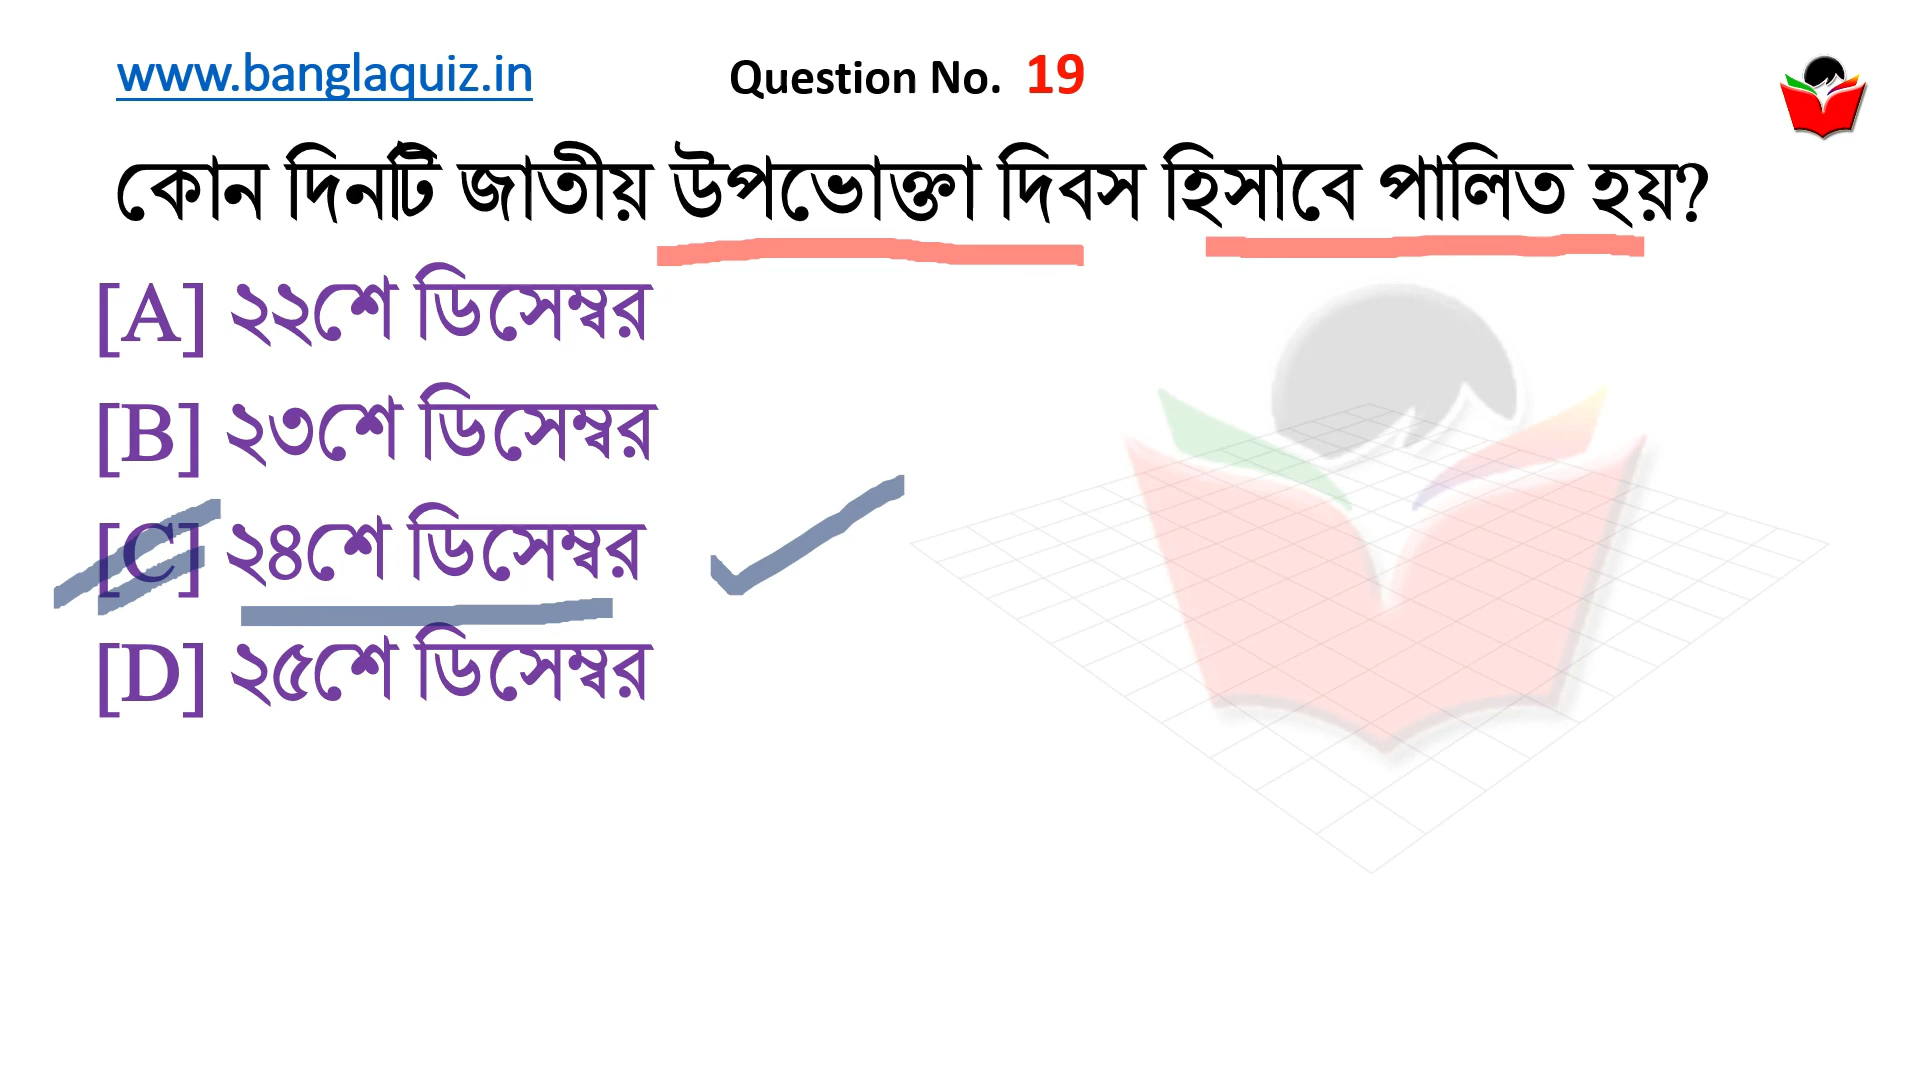 www.banglaquiz.in Question No. 19
কোন দিনটি জাতীয় উপভোক্তা দিবস হিসাবে পালিত হয়?
[A] ২২শে ডিসেম্বর
[B] ২৩শে ডিসেম্বর
[C] ২৪শে ডিসেম্বর
[D] ২৫শে ডিসেম্বর